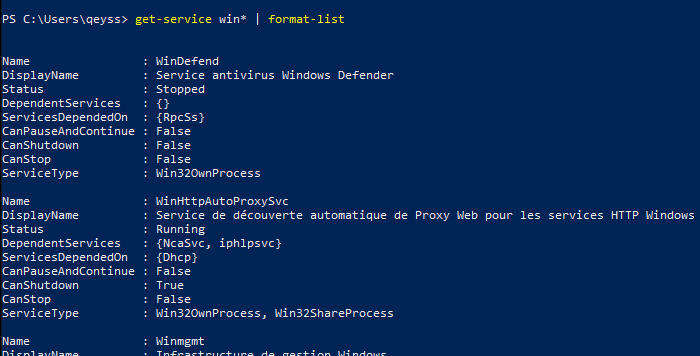 PS C:\Users\qeyss> get-service win* | format-list
Name : WinDefend
DisplayName : Service antivirus Windows Defender
Status : Stopped
DependentServices : {}
ServicesDependedOn : {RpcSs}
CanPauseAndContinue : False
CanShutdown : False
CanStop : False
ServiceType : Win32OwnProcess
Name : WinHttpAutoProxySvc
DisplayName : Service de découverte automatique de Proxy Web pour les services HTTP Windows
Status : Running
DependentServices : {NcaSvc, iphlpsvc}
ServicesDependedOn : {Dhcp}
CanPauseAndContinue : False
CanShutdown : True
CanStop : False
ServiceType : Win32OwnProcess, Win32ShareProcess
Name : Winmgmt
DisplayName : Infrastructure de gestion Windows